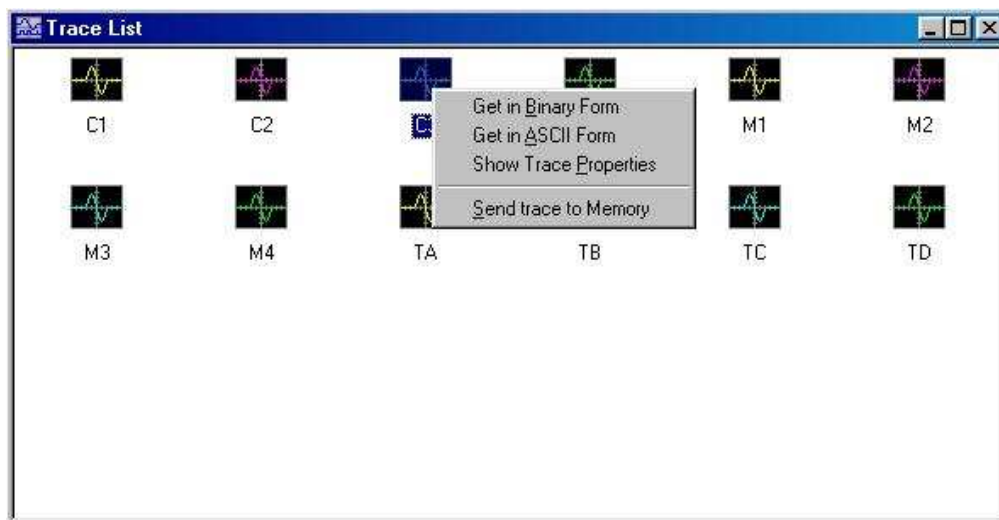 Trace List
C1
C2
M1
M2
Get in Binary Form
Get in ASCII Form
Show Trace Properties
Send trace to Memory
M3
M4
TA
TB
TC
TD